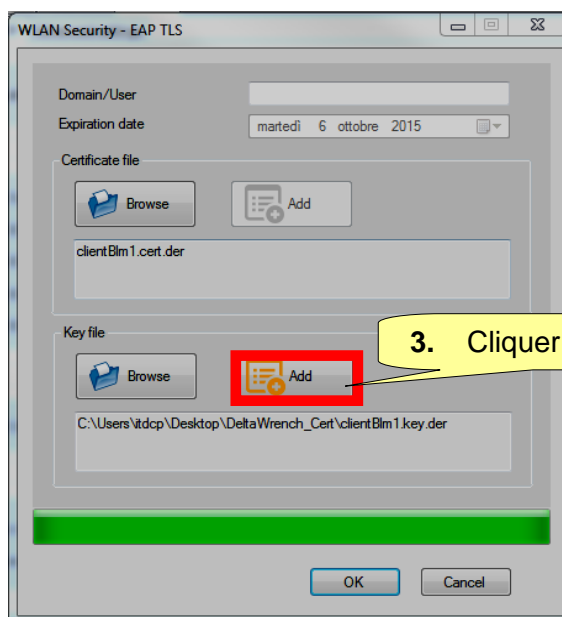 WLAN Security - EAP TLS
Domain/User
Expiration date
martedì 6 ottobre 2015
Certificate file
Browse
Add
clientBlm1.cert.der
Key file
3. Cliquer
Browse
Add
C:\Users\itdcp\Desktop\DeltaWrench_Cert\clientBlm1.key.der
OK
Cancel